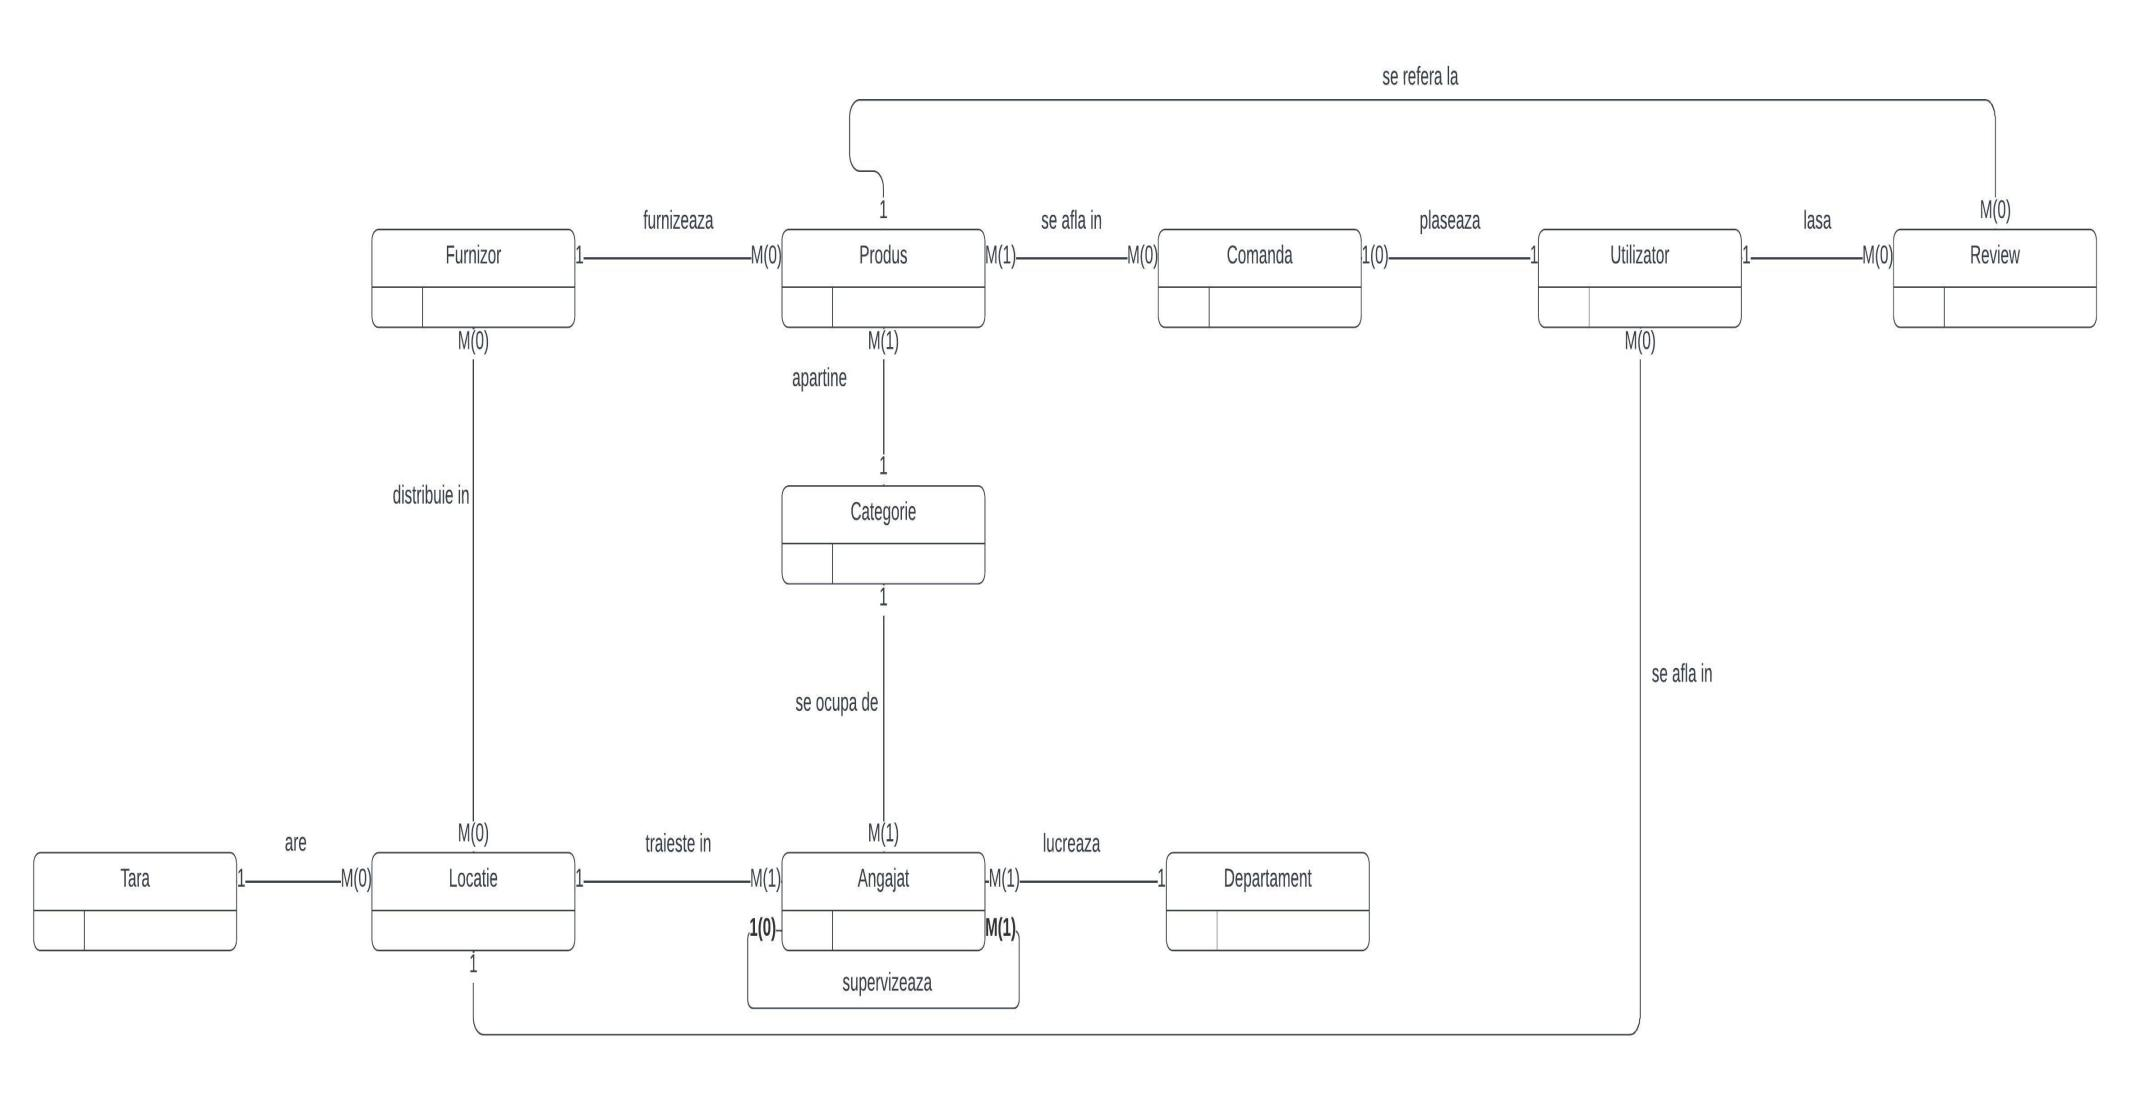 se refera la
furnizeaza
1
se afla in
plaseaza
lasa
M(0)
Furnizor
1
M(0)
Produs
M(1)
M(0)
Comanda
1(0)
1
Utilizator
1
M(0)
Review
M(0)
M(1)
M(0)
apartine
1
distribuie in
Categorie
1
se afla in
se ocupa de
M(0)
M(1)
are
traieste in
lucreaza
Tara
1
M(0)
Locatie
1
M(1)
Angajat
M(1)
1
Departament
1(0)
M(1)
1
supervizeaza